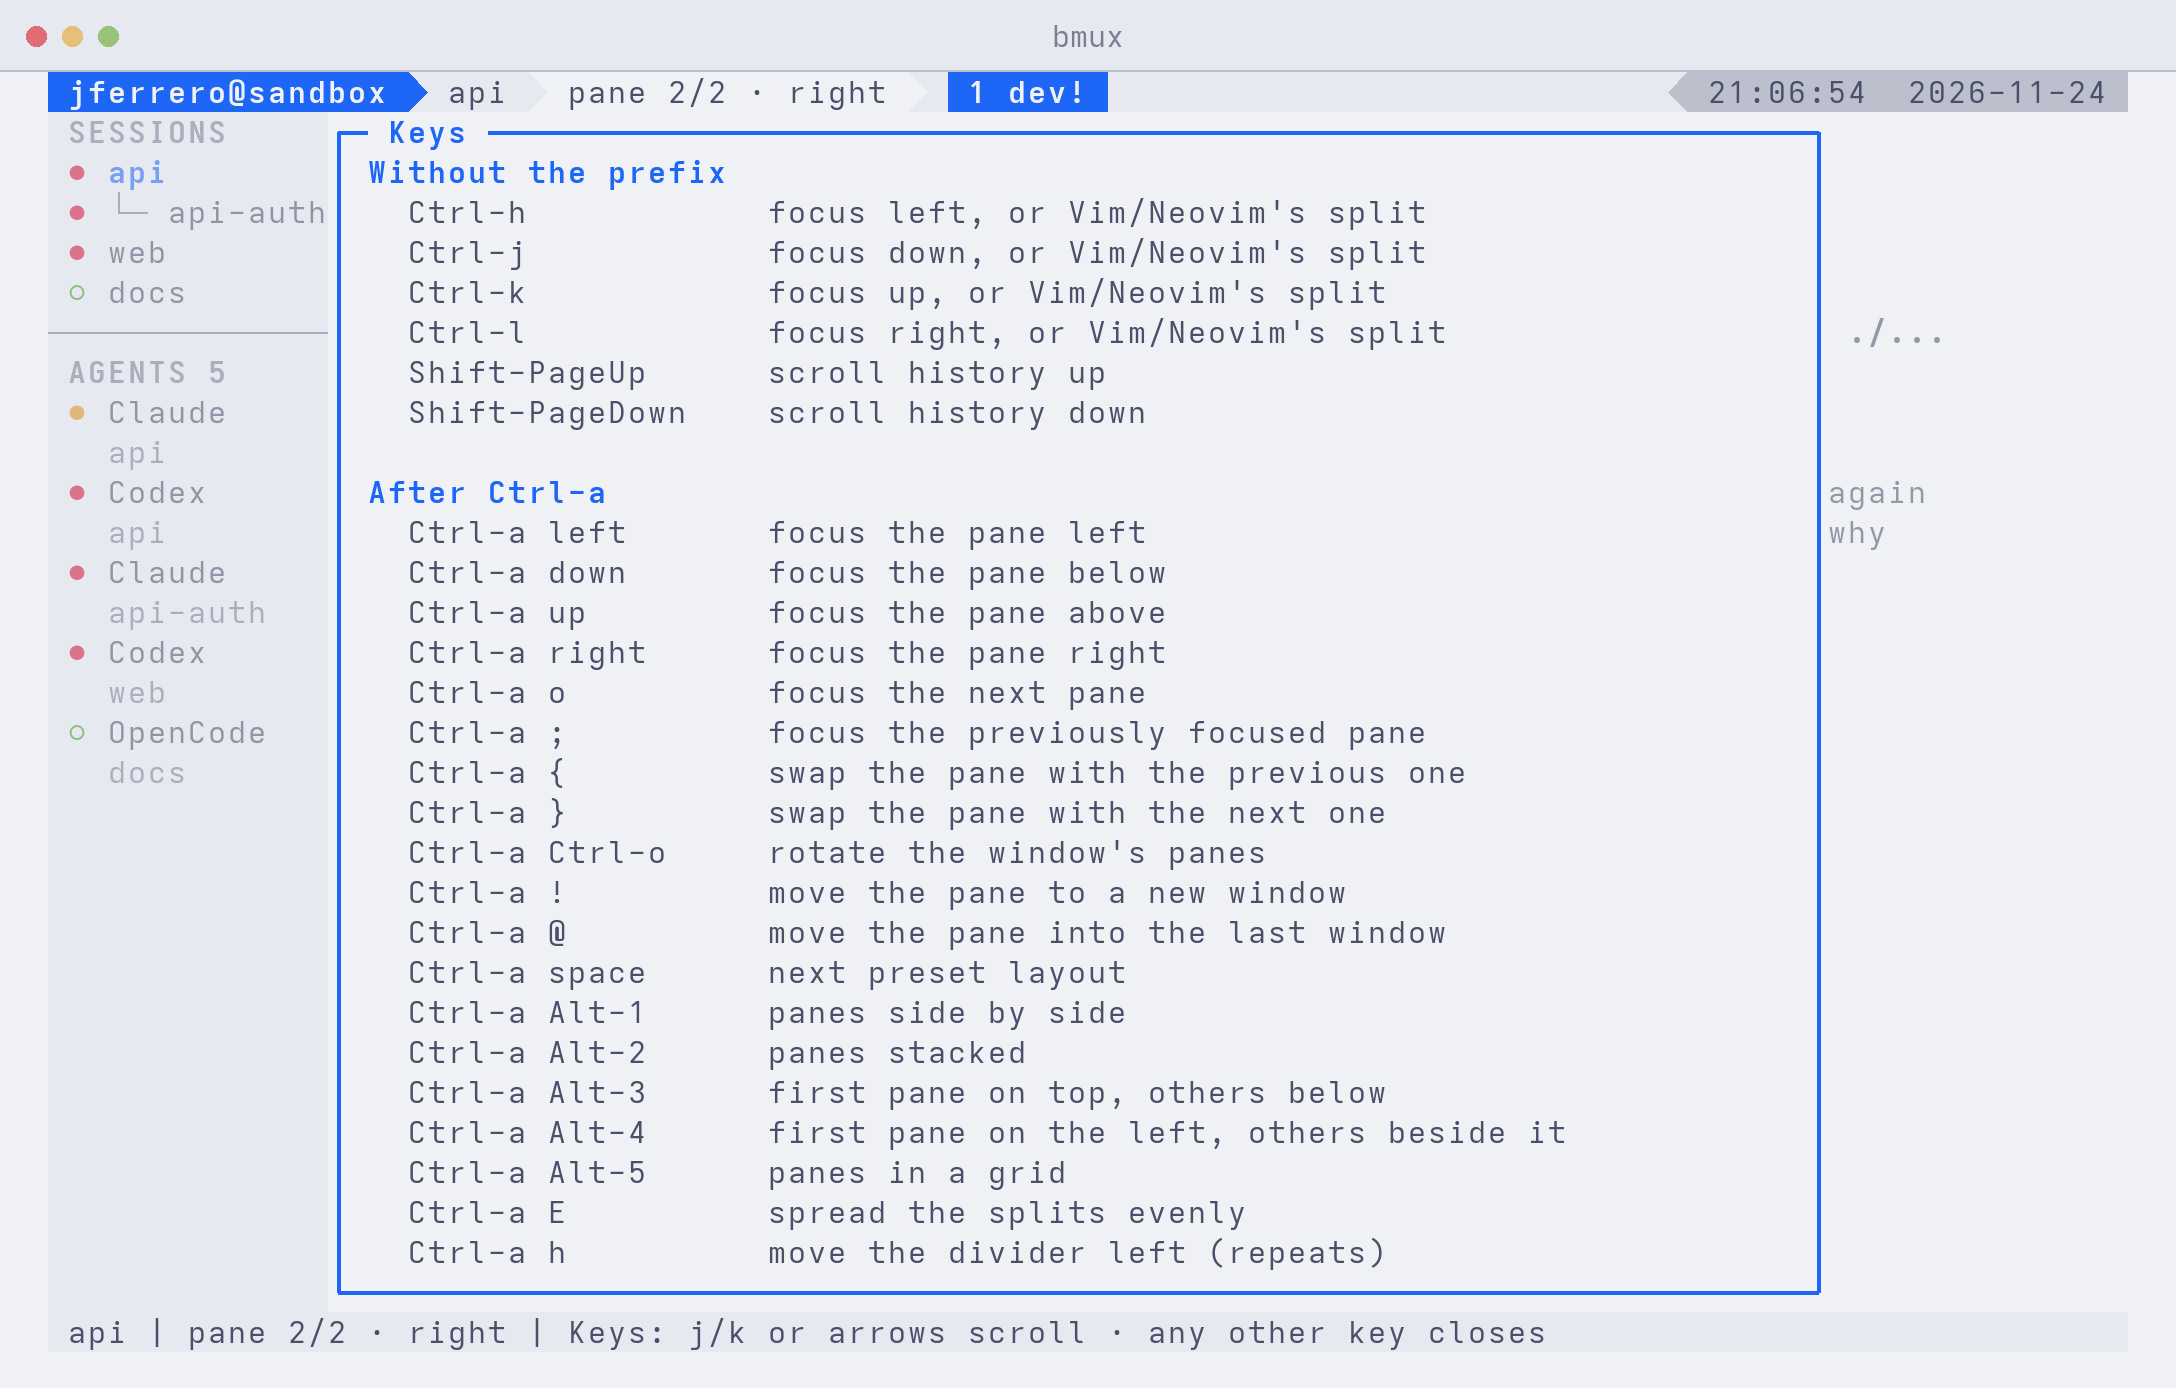 bmux
jferrero@sandbox api pane 2/2 · right 1 dev! 21:06:54 2026-11-24
SESSIONS
api
└─ api-auth
web
docs
AGENTS 5
Claude
api
Codex
api
Claude
api-auth
Codex
web
OpenCode
docs
Keys
Without the prefix
Ctrl-h focus left, or Vim/Neovim's split
Ctrl-j focus down, or Vim/Neovim's split
Ctrl-k focus up, or Vim/Neovim's split
Ctrl-l focus right, or Vim/Neovim's split
Shift-PageUp scroll history up
Shift-PageDown scroll history down
After Ctrl-a
Ctrl-a left focus the pane left
Ctrl-a down focus the pane below
Ctrl-a up focus the pane above
Ctrl-a right focus the pane right
Ctrl-a o focus the next pane
Ctrl-a ; focus the previously focused pane
Ctrl-a { swap the pane with the previous one
Ctrl-a } swap the pane with the next one
Ctrl-a Ctrl-o rotate the window's panes
Ctrl-a ! move the pane to a new window
Ctrl-a @ move the pane into the last window
Ctrl-a space next preset layout
Ctrl-a Alt-1 panes side by side
Ctrl-a Alt-2 panes stacked
Ctrl-a Alt-3 first pane on top, others below
Ctrl-a Alt-4 first pane on the left, others beside it
Ctrl-a Alt-5 panes in a grid
Ctrl-a E spread the splits evenly
Ctrl-a h move the divider left (repeats)
./...
again
why
api | pane 2/2 · right | Keys: j/k or arrows scroll · any other key closes